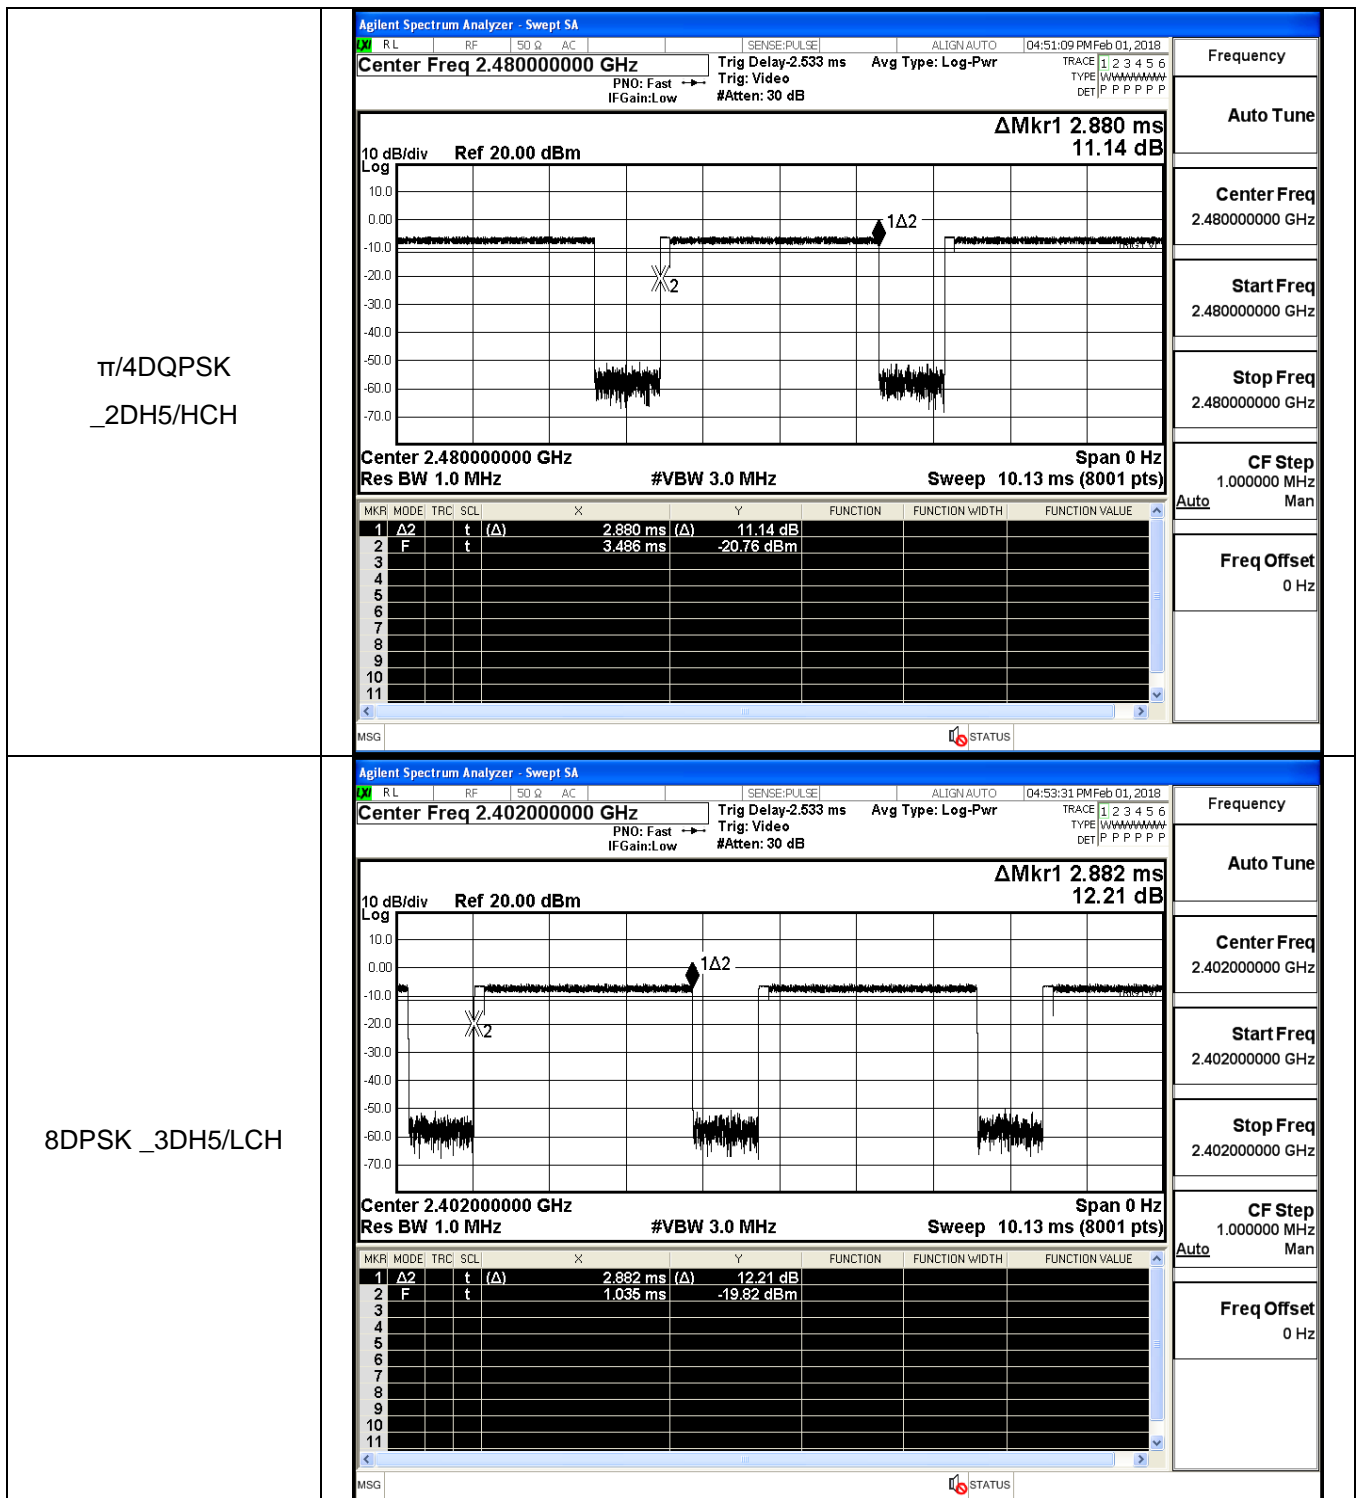 π/4DQPSK
_2DH5/HCH
Agilent Spectrum Analyzer - Swept SA
LXI RL RF 50 Ω AC SENSE:PULSE ALIGN AUTO 04:51:09 PM Feb 01, 2018
Center Freq 2.480000000 GHz
PNO: Fast
IFGain:Low
Trig Delay-2.533 ms
Trig: Video
#Atten: 30 dB
Avg Type: Log-Pwr
TRACE 1 2 3 4 5 6
TYPE WWWWWW
DET P P P P P P
ΔMkr1 2.880 ms
11.14 dB
10 dB/div Ref 20.00 dBm
Log
10.0
0.00
-10.0
-20.0
-30.0
-40.0
-50.0
-60.0
-70.0
1Δ2
2
Center 2.480000000 GHz Span 0 Hz
Res BW 1.0 MHz #VBW 3.0 MHz Sweep 10.13 ms (8001 pts)
MKR MODE TRC SCL X Y FUNCTION FUNCTION WIDTH FUNCTION VALUE
1 Δ2 t (Δ) 2.880 ms (Δ) 11.14 dB
2 F t 3.486 ms -20.76 dBm
3
4
5
6
7
8
9
10
11
MSG STATUS
Frequency
Auto Tune
Center Freq
2.480000000 GHz
Start Freq
2.480000000 GHz
Stop Freq
2.480000000 GHz
CF Step
1.000000 MHz
Auto Man
Freq Offset
0 Hz
8DPSK _3DH5/LCH
Agilent Spectrum Analyzer - Swept SA
LXI RL RF 50 Ω AC SENSE:PULSE ALIGN AUTO 04:53:31 PM Feb 01, 2018
Center Freq 2.402000000 GHz
PNO: Fast
IFGain:Low
Trig Delay-2.533 ms
Trig: Video
#Atten: 30 dB
Avg Type: Log-Pwr
TRACE 1 2 3 4 5 6
TYPE WWWWWW
DET P P P P P P
ΔMkr1 2.882 ms
12.21 dB
10 dB/div Ref 20.00 dBm
Log
10.0
0.00
-10.0
-20.0
-30.0
-40.0
-50.0
-60.0
-70.0
1Δ2
2
Center 2.402000000 GHz Span 0 Hz
Res BW 1.0 MHz #VBW 3.0 MHz Sweep 10.13 ms (8001 pts)
MKR MODE TRC SCL X Y FUNCTION FUNCTION WIDTH FUNCTION VALUE
1 Δ2 t (Δ) 2.882 ms (Δ) 12.21 dB
2 F t 1.035 ms -19.82 dBm
3
4
5
6
7
8
9
10
11
MSG STATUS
Frequency
Auto Tune
Center Freq
2.402000000 GHz
Start Freq
2.402000000 GHz
Stop Freq
2.402000000 GHz
CF Step
1.000000 MHz
Auto Man
Freq Offset
0 Hz